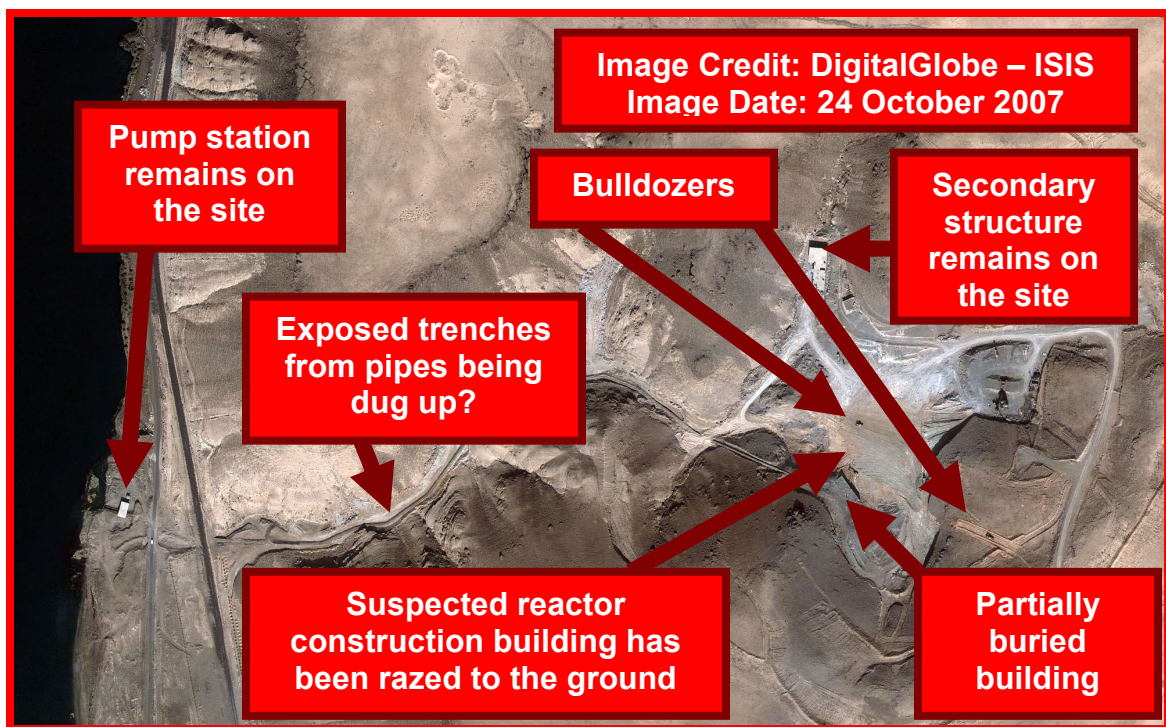 Image Credit: DigitalGlobe – ISIS
Image Date: 24 October 2007
Pump station
remains on
the site
Bulldozers
Secondary
structure
remains on
the site
Exposed trenches
from pipes being
dug up?
Suspected reactor
construction building has
been razed to the ground
Partially
buried
building